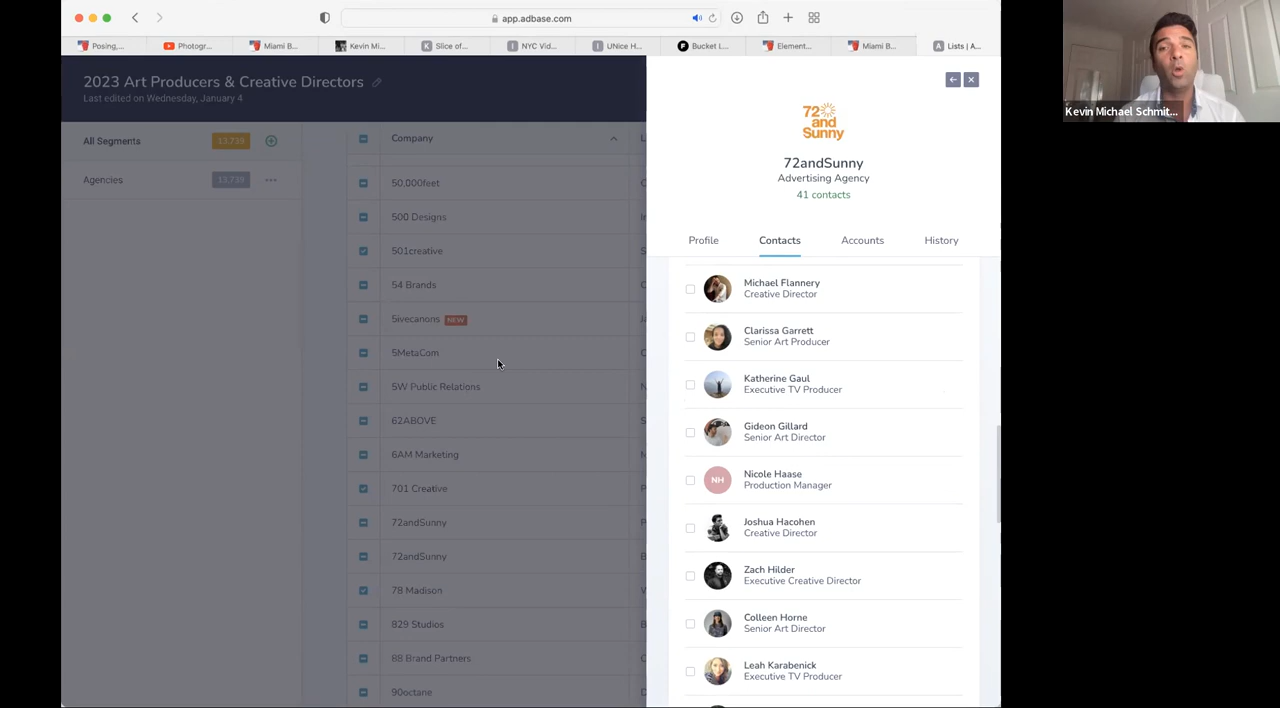 app.adbase.com
Posing,...
Photogr...
Miami B...
Kevin Mi...
Slice of...
NYC Vid...
UNice H...
Bucket l...
Element...
Miami B...
Lists | A...
2023 Art Producers & Creative Directors
Last edited on Wednesday, January 4
All Segments 13,739
Agencies 13,739
Company
50,000feet
500 Designs
501creative
54 Brands
5ivecanons NEW
5MetaCom
5W Public Relations
62ABOVE
6AM Marketing
701 Creative
72andSunny
72andSunny
78 Madison
829 Studios
88 Brand Partners
90octane
72
and
Sunny
72andSunny
Advertising Agency
41 contacts
Profile
Contacts
Accounts
History
Michael Flannery
Creative Director
Clarissa Garrett
Senior Art Producer
Katherine Gaul
Executive TV Producer
Gideon Gillard
Senior Art Director
NH
Nicole Haase
Production Manager
Joshua Hacohen
Creative Director
Zach Hilder
Executive Creative Director
Colleen Horne
Senior Art Director
Leah Karabenick
Executive TV Producer
Kevin Michael Schmit...